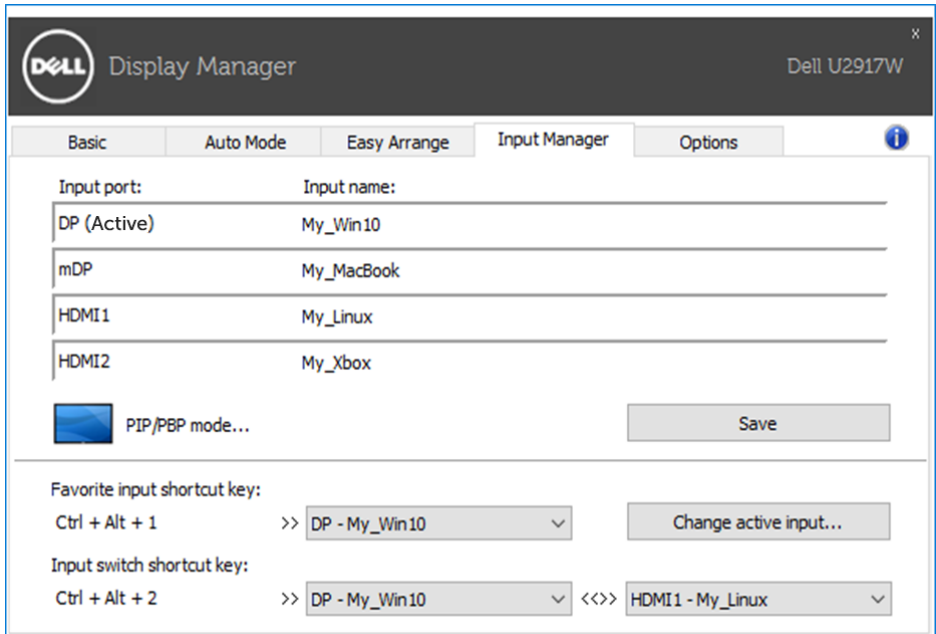 x
DELL Display Manager Dell U2917W
Basic Auto Mode Easy Arrange Input Manager Options i
Input port: Input name:
DP (Active) My_Win10
mDP My_MacBook
HDMI1 My_Linux
HDMI2 My_Xbox
PIP/PBP mode... Save
Favorite input shortcut key:
Ctrl + Alt + 1 >> DP - My_Win10 Change active input...
Input switch shortcut key:
Ctrl + Alt + 2 >> DP - My_Win10 <<>> HDMI1 - My_Linux